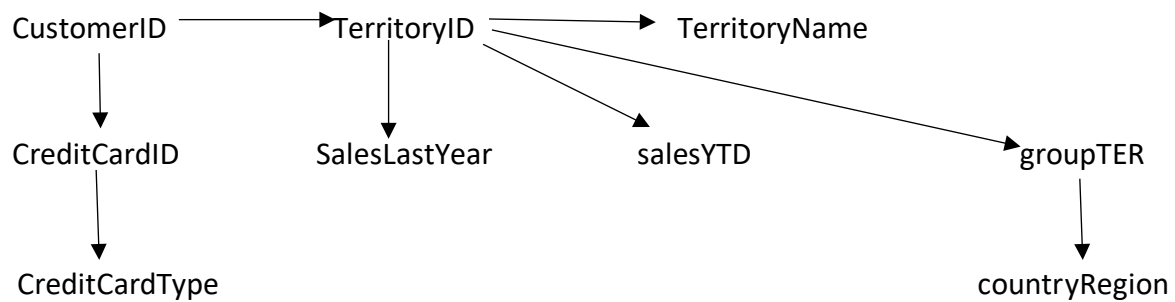 CustomerID TerritoryID TerritoryName
CreditCardID SalesLastYear salesYTD groupTER
CreditCardType countryRegion